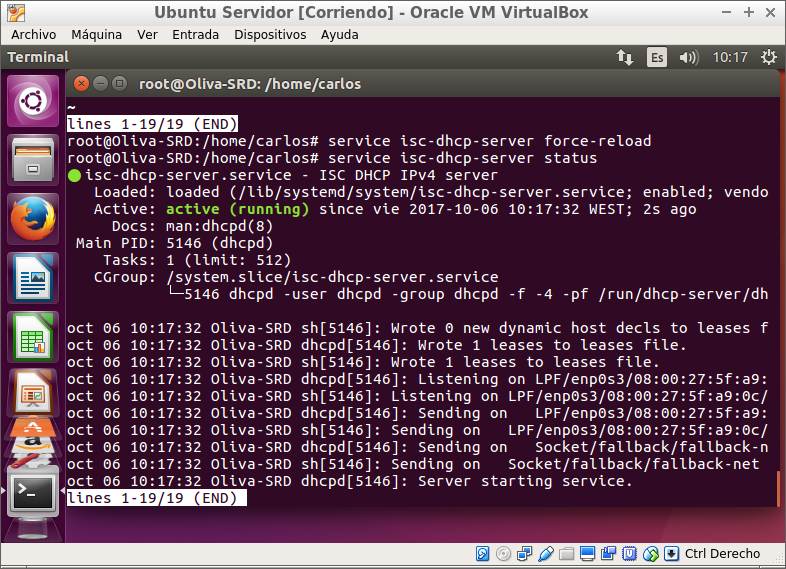 Ubuntu Servidor [Corriendo] - Oracle VM VirtualBox
Archivo Máquina Ver Entrada Dispositivos Ayuda
Terminal Es 10:17
root@Oliva-SRD: /home/carlos
~
lines 1-19/19 (END)
root@Oliva-SRD:/home/carlos# service isc-dhcp-server force-reload
root@Oliva-SRD:/home/carlos# service isc-dhcp-server status
● isc-dhcp-server.service - ISC DHCP IPv4 server
Loaded: loaded (/lib/systemd/system/isc-dhcp-server.service; enabled; vendo
Active: active (running) since vie 2017-10-06 10:17:32 WEST; 2s ago
Docs: man:dhcpd(8)
Main PID: 5146 (dhcpd)
Tasks: 1 (limit: 512)
CGroup: /system.slice/isc-dhcp-server.service
└─5146 dhcpd -user dhcpd -group dhcpd -f -4 -pf /run/dhcp-server/dh
oct 06 10:17:32 Oliva-SRD sh[5146]: Wrote 0 new dynamic host decls to leases f
oct 06 10:17:32 Oliva-SRD dhcpd[5146]: Wrote 1 leases to leases file.
oct 06 10:17:32 Oliva-SRD sh[5146]: Wrote 1 leases to leases file.
oct 06 10:17:32 Oliva-SRD dhcpd[5146]: Listening on LPF/enp0s3/08:00:27:5f:a9:
oct 06 10:17:32 Oliva-SRD sh[5146]: Listening on LPF/enp0s3/08:00:27:5f:a9:0c/
oct 06 10:17:32 Oliva-SRD dhcpd[5146]: Sending on   LPF/enp0s3/08:00:27:5f:a9:
oct 06 10:17:32 Oliva-SRD sh[5146]: Sending on   LPF/enp0s3/08:00:27:5f:a9:0c/
oct 06 10:17:32 Oliva-SRD dhcpd[5146]: Sending on   Socket/fallback/fallback-n
oct 06 10:17:32 Oliva-SRD sh[5146]: Sending on   Socket/fallback/fallback-net
oct 06 10:17:32 Oliva-SRD dhcpd[5146]: Server starting service.
lines 1-19/19 (END)
Ctrl Derecho